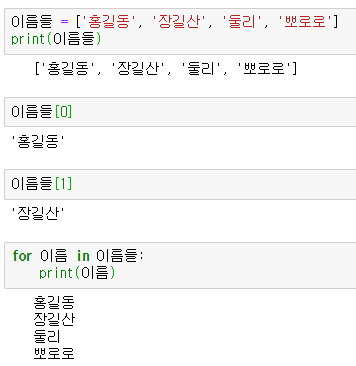 이름들 = ['홍길동', '장길산', '둘리', '뽀로로']
print(이름들)
['홍길동', '장길산', '둘리', '뽀로로']
이름들[0]
'홍길동'
이름들[1]
'장길산'
for 이름 in 이름들:
print(이름)
홍길동
장길산
둘리
뽀로로